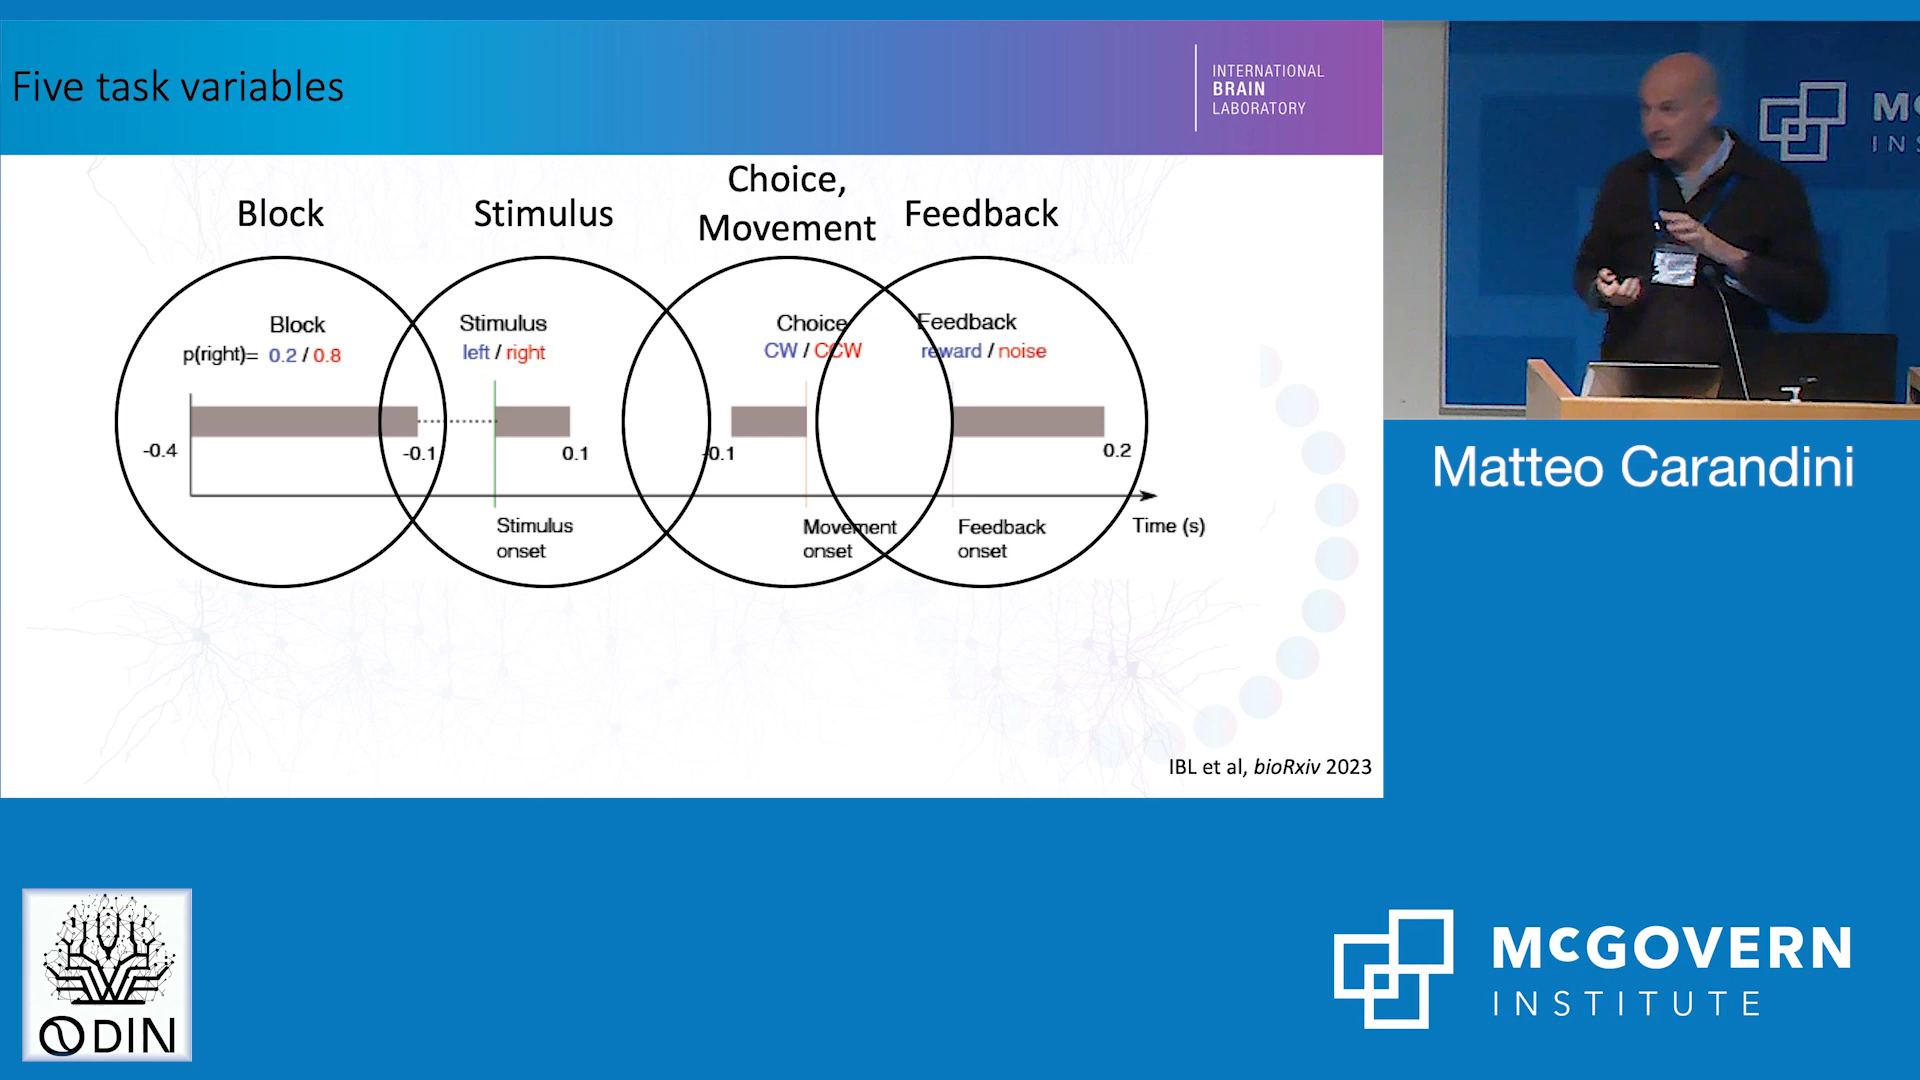 Five task variables
INTERNATIONAL
BRAIN
LABORATORY
Block
Stimulus
Choice,
Movement
Feedback
Block
p(right)= 0.2 / 0.8
Stimulus
left / right
Choice
CW / CCW
Feedback
reward / noise
-0.4
-0.1
0.1
-0.1
0.2
Stimulus
onset
Movement
onset
Feedback
onset
Time (s)
IBL et al, bioRxiv 2023
MC
INS
Matteo Carandini
ODIN
McGOVERN
INSTITUTE